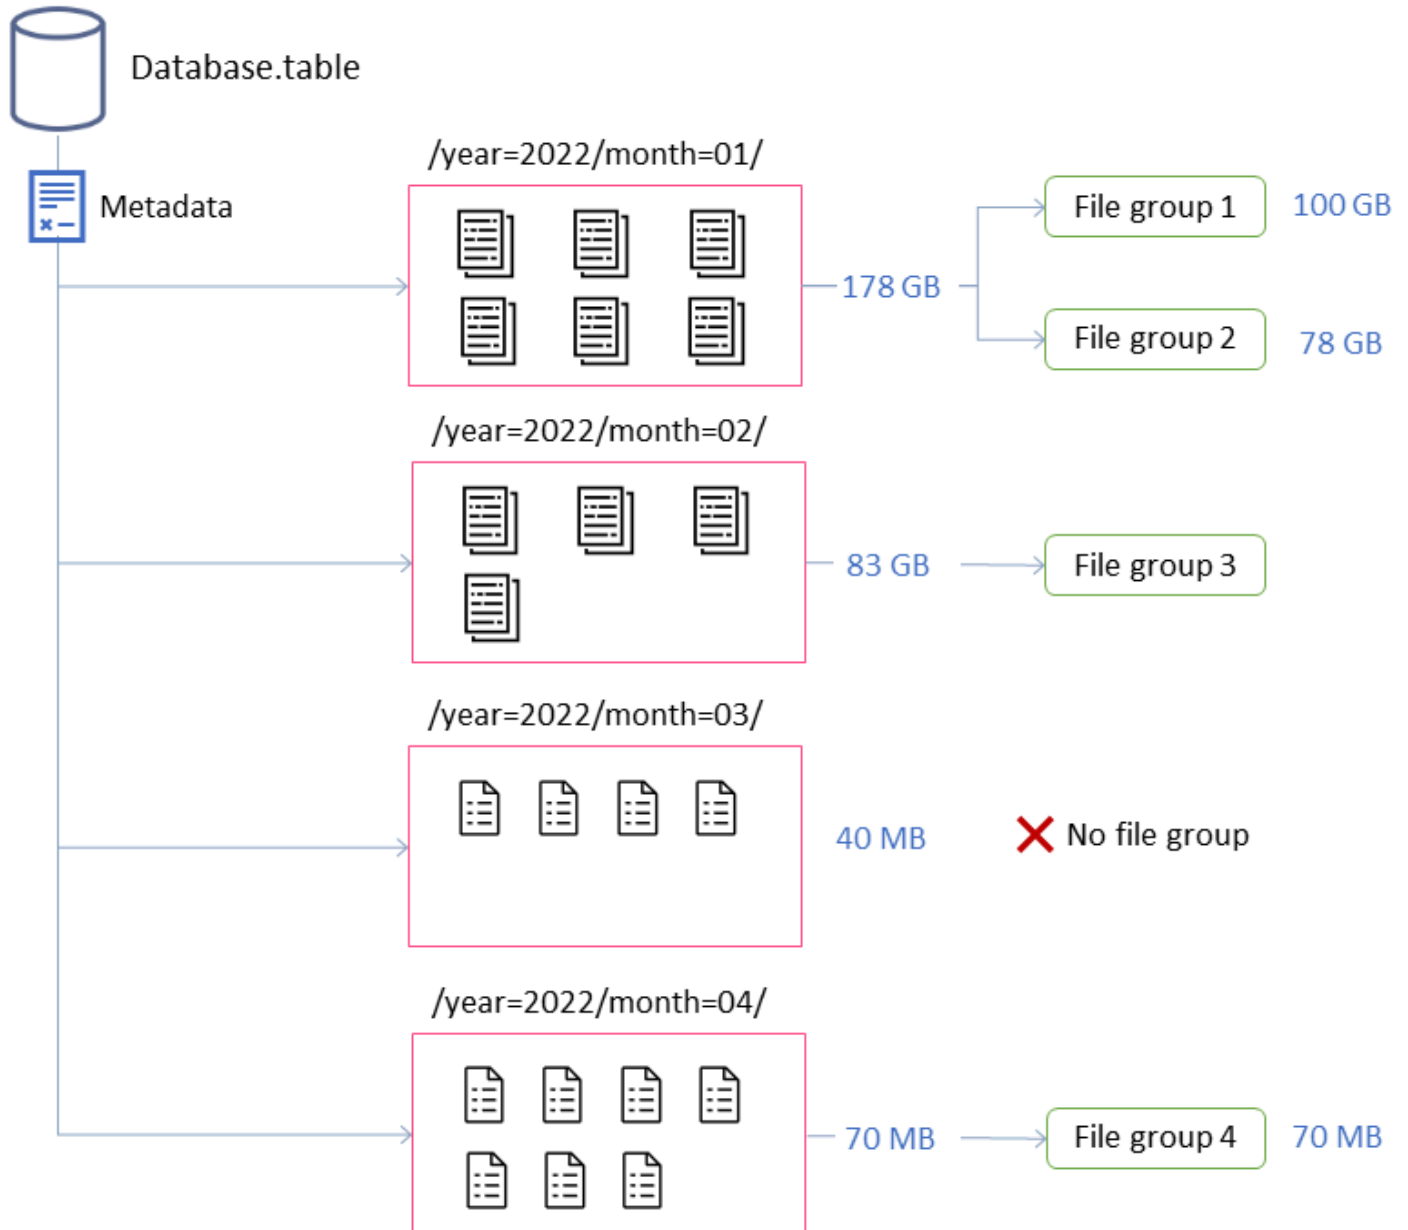 Database.table
Metadata
/year=2022/month=01/
178 GB
File group 1
100 GB
File group 2
78 GB
/year=2022/month=02/
83 GB
File group 3
/year=2022/month=03/
40 MB
No file group
/year=2022/month=04/
70 MB
File group 4
70 MB